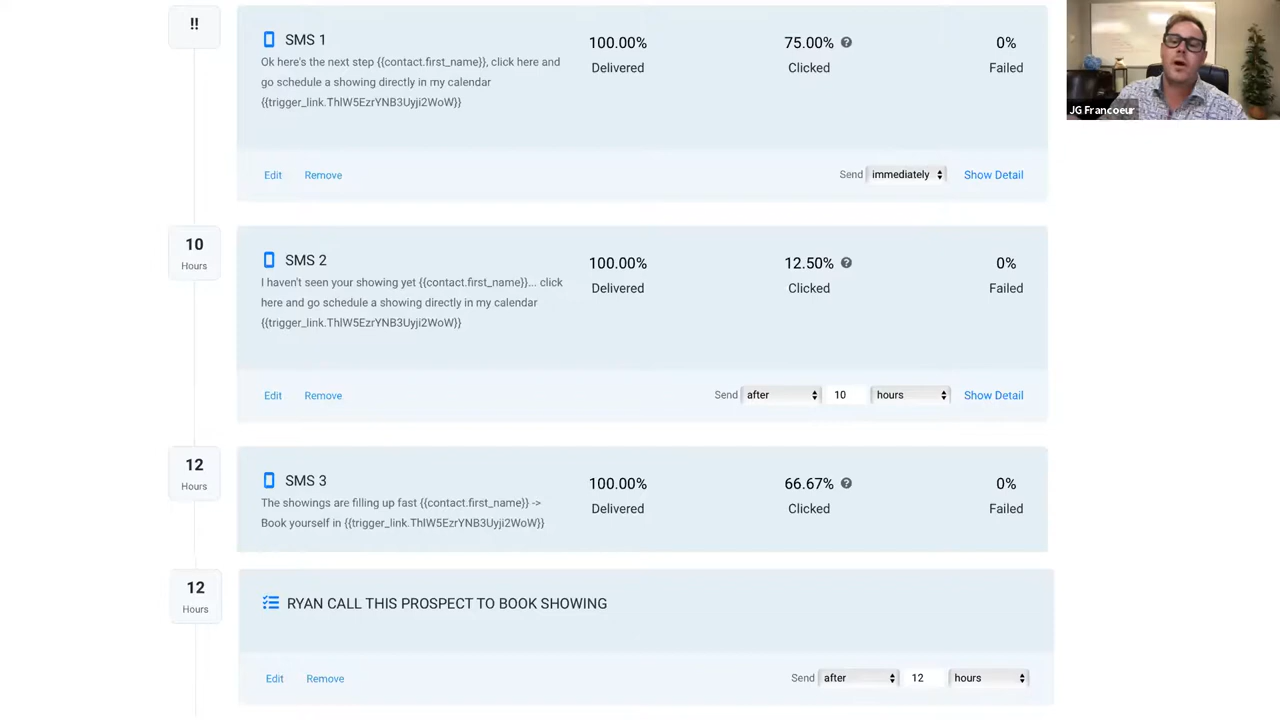 !!
SMS 1
Ok here's the next step {{contact.first_name}}, click here and
go schedule a showing directly in my calendar
{{trigger_link.ThlW5EzrYNB3Uyji2WoW}}
100.00%
Delivered
75.00% ?
Clicked
0%
Failed
Edit Remove
Send immediately Show Detail
10
Hours
SMS 2
I haven't seen your showing yet {{contact.first_name}}... click
here and go schedule a showing directly in my calendar
{{trigger_link.ThlW5EzrYNB3Uyji2WoW}}
100.00%
Delivered
12.50% ?
Clicked
0%
Failed
Edit Remove
Send after 10 hours Show Detail
12
Hours
SMS 3
The showings are filling up fast {{contact.first_name}} ->
Book yourself in {{trigger_link.ThlW5EzrYNB3Uyji2WoW}}
100.00%
Delivered
66.67% ?
Clicked
0%
Failed
12
Hours
RYAN CALL THIS PROSPECT TO BOOK SHOWING
Edit Remove
Send after 12 hours
JG Francoeur